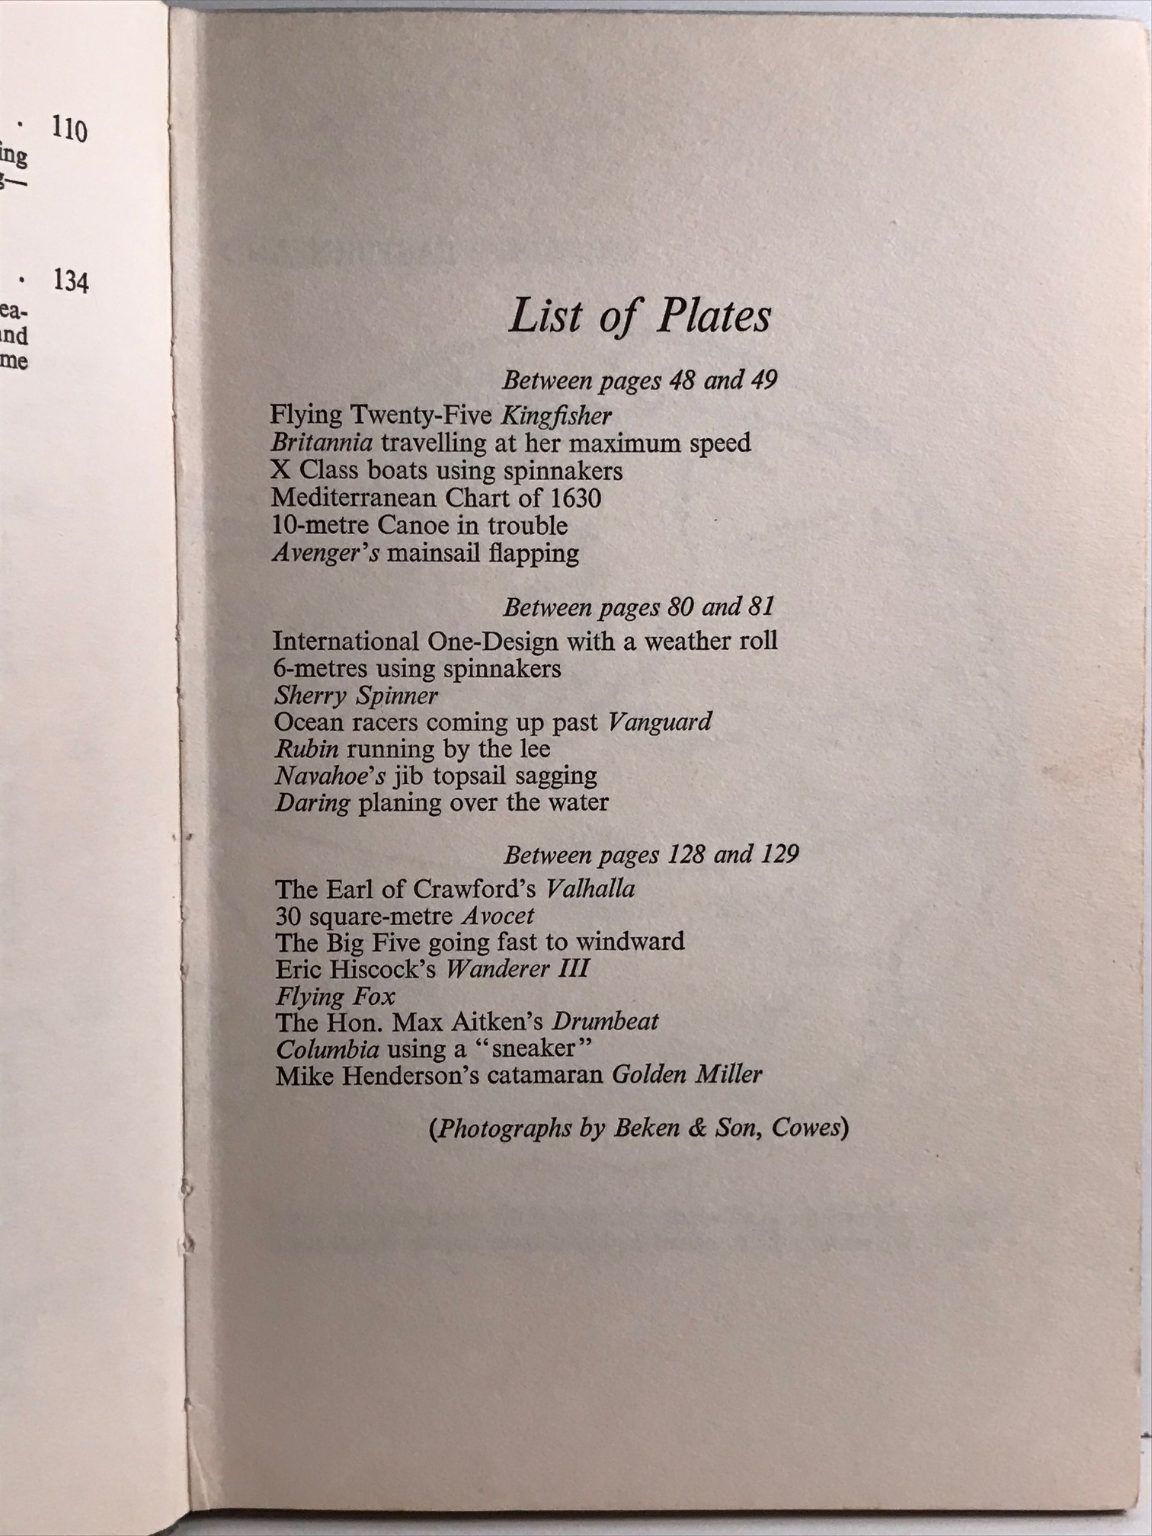 · 110
ing
g—
· 134
ea-
and
me
List of Plates
Between pages 48 and 49
Flying Twenty-Five Kingfisher
Britannia travelling at her maximum speed
X Class boats using spinnakers
Mediterranean Chart of 1630
10-metre Canoe in trouble
Avenger's mainsail flapping
Between pages 80 and 81
International One-Design with a weather roll
6-metres using spinnakers
Sherry Spinner
Ocean racers coming up past Vanguard
Rubin running by the lee
Navahoe's jib topsail sagging
Daring planing over the water
Between pages 128 and 129
The Earl of Crawford's Valhalla
30 square-metre Avocet
The Big Five going fast to windward
Eric Hiscock's Wanderer III
Flying Fox
The Hon. Max Aitken's Drumbeat
Columbia using a “sneaker”
Mike Henderson's catamaran Golden Miller
(Photographs by Beken & Son, Cowes)